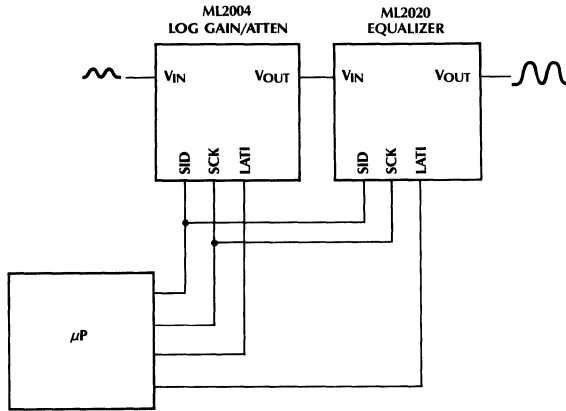 ML2004
LOG GAIN/ATTEN
ML2020
EQUALIZER
VIN
VOUT
VIN
VOUT
SID
SCK
LATI
SID
SCK
LATI
µP